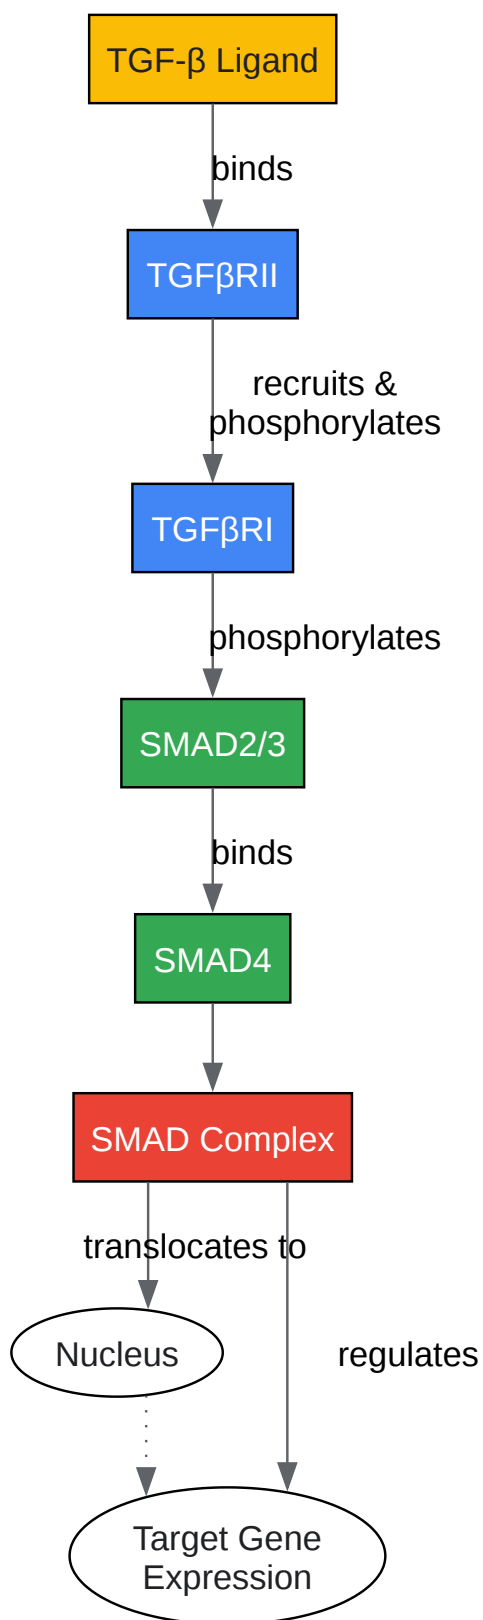 TGF-β Ligand
binds
TGFβRII
recruits &
phosphorylates
TGFβRI
phosphorylates
SMAD2/3
binds
SMAD4
SMAD Complex
translocates to
Nucleus
regulates
Target Gene
Expression